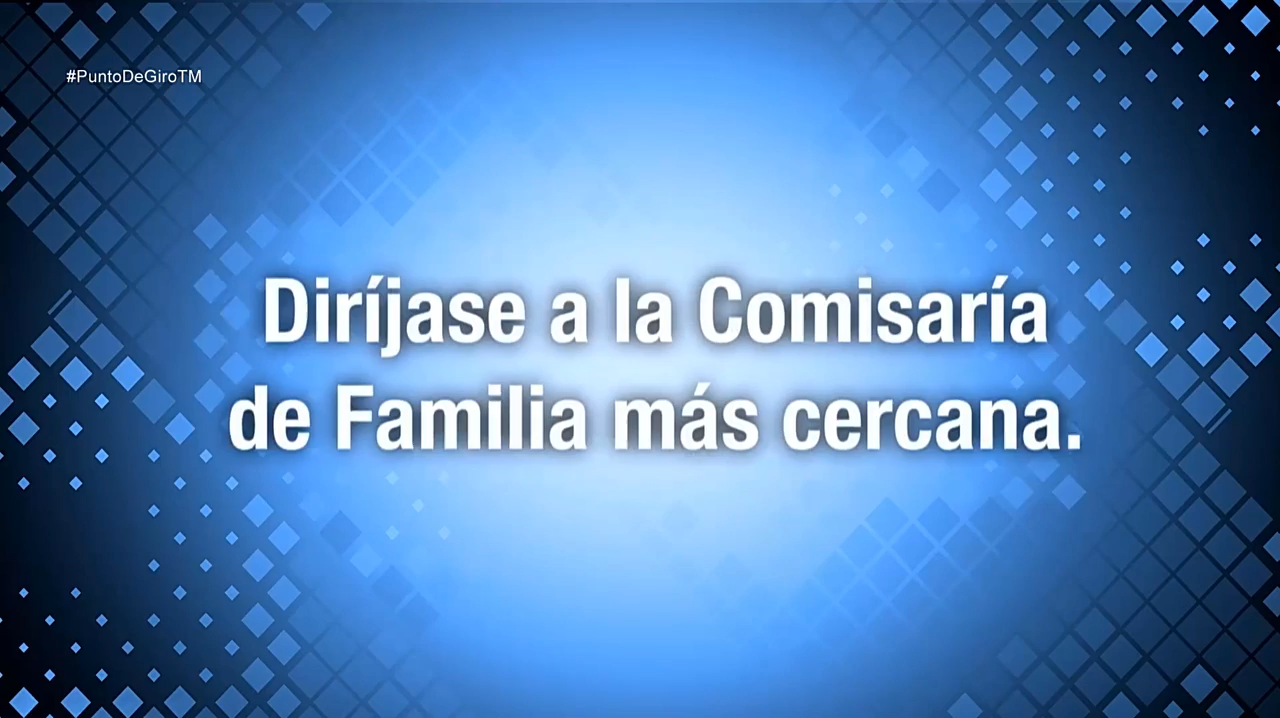 #PuntoDeGiroTM
Diríjase a la Comisaría
de Familia más cercana.